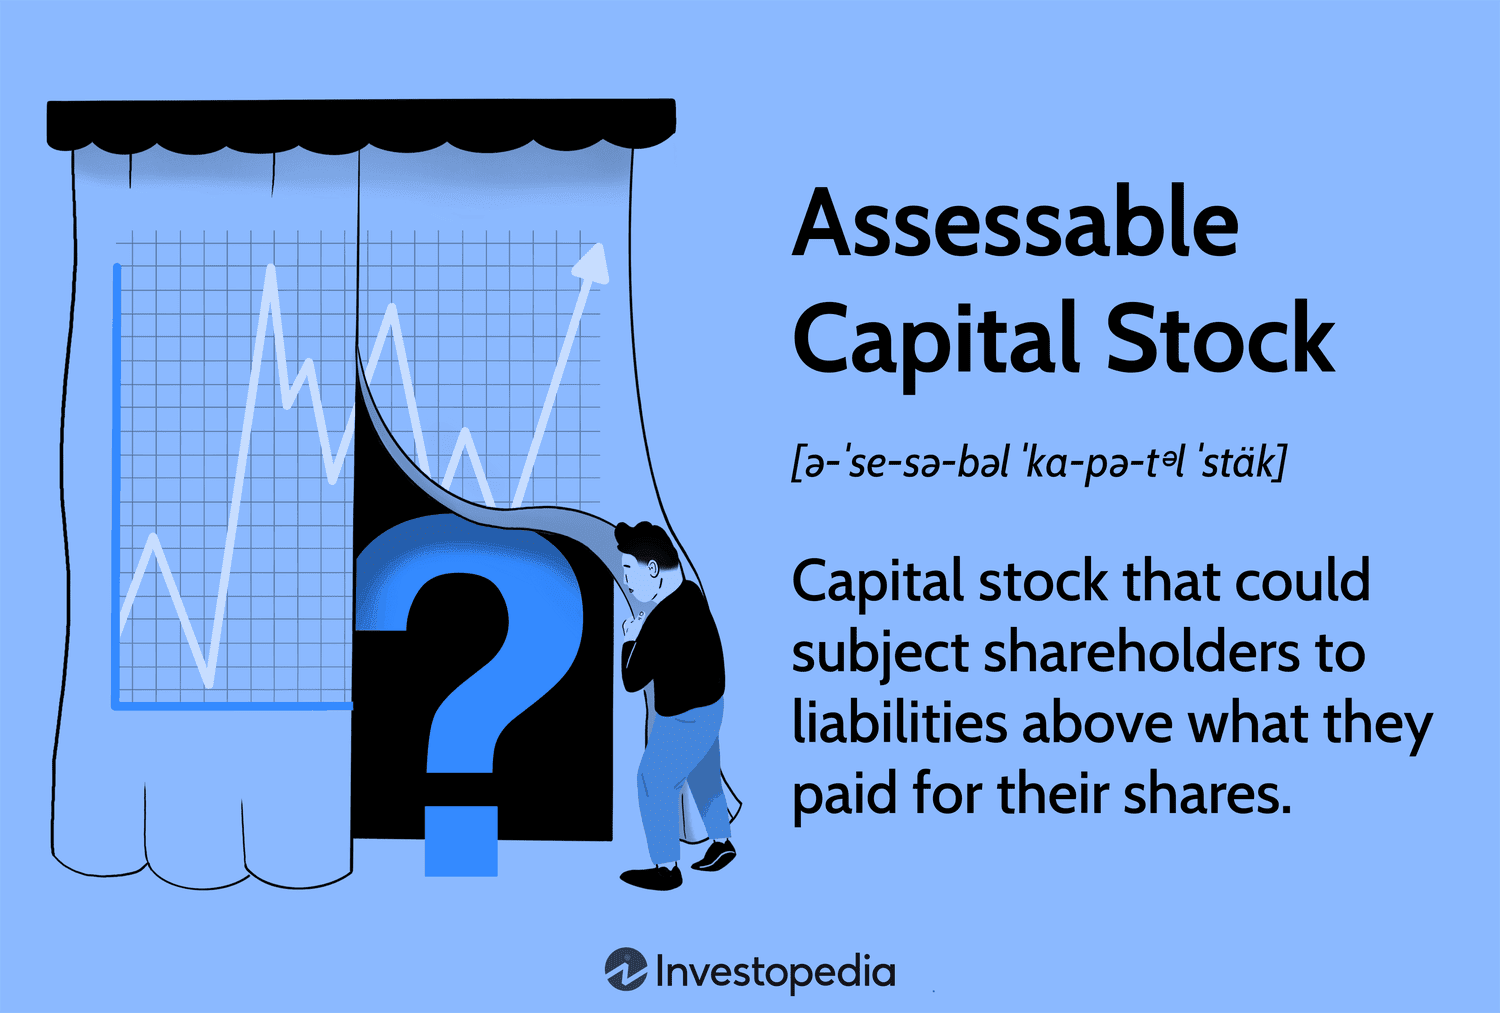 Assessable
Capital Stock
[ə-ˈse-sə-bəl ˈka-pə-tᵊl ˈstäk]
Capital stock that could
subject shareholders to
liabilities above what they
paid for their shares.
?
Investopedia